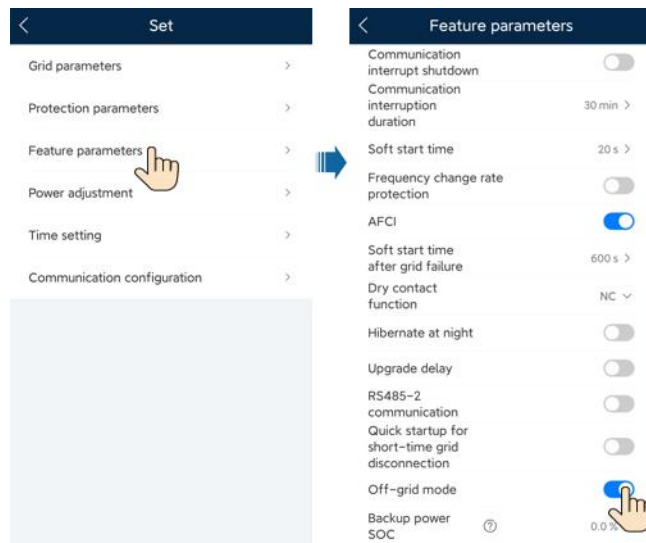 Set
Grid parameters
Protection parameters
Feature parameters
Power adjustment
Time setting
Communication configuration
Feature parameters
Communication
interrupt shutdown
Communication
interruption
duration
30 min
Soft start time
20 s
Frequency change rate
protection
AFCI
Soft start time
after grid failure
600 s
Dry contact
function
NC
Hibernate at night
Upgrade delay
RS485-2
communication
Quick startup for
short-time grid
disconnection
Off-grid mode
Backup power
SOC
?
0.0 %